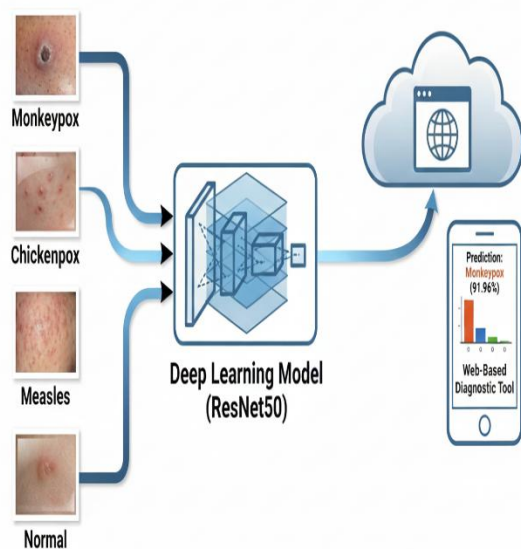 Monkeypox
Chickenpox
Measles
Normal
Deep Learning Model
(ResNet50)
Prediction:
Monkeypox
(91.96%)
Web-Based
Diagnostic Tool